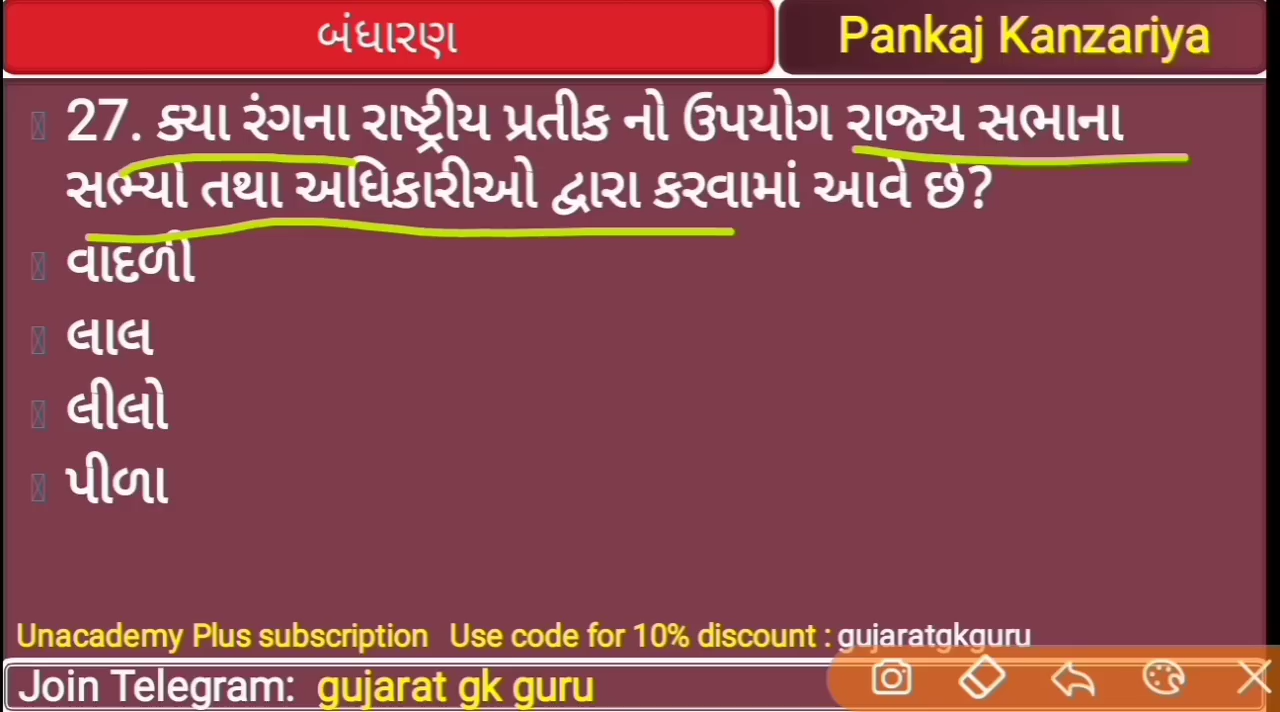 બંધારણ
Pankaj Kanzariya
27. ક્યા રંગના રાષ્ટ્રીય પ્રતીક નો ઉપયોગ રાજ્ય સભાના
સભ્યો તથા અધિકારીઓ દ્વારા કરવામાં આવે છે?
વાદળી
લાલ
લીલો
પીળા
Unacademy Plus subscription Use code for 10% discount : gujaratgkguru
Join Telegram: gujarat gk guru